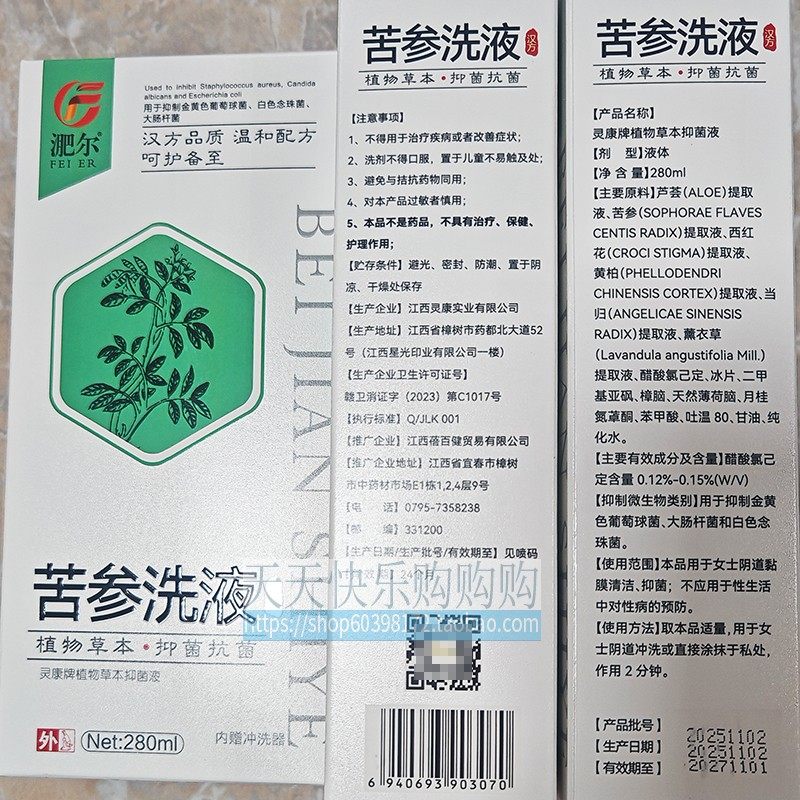 淝尔®
FEI ER
Used to Inhibit Staphylococcus aureus, Candida
albicans and Escherichia coli
用于抑制金黄色葡萄球菌、白色念珠菌、
大肠杆菌
汉方品质 温和配方
呵护备至
BEI JIAN
苦参洗液
植物草本·抑菌抗菌
灵康牌植物草本抑菌液
外
Net:280ml
内赠冲洗器
苦参洗液
汉方
植物草本·抑菌抗菌
【注意事项】
1、不得用于治疗疾病或者改善症状；
2、洗剂不得口服，置于儿童不易触及处；
3、避免与拮抗药物同用；
4、对本产品过敏者慎用；
5、本品不是药品，不具有治疗、保健、
护理作用；
【贮存条件】避光、密封、防潮、置于阴
凉、干燥处保存
【生产企业】江西灵康实业有限公司
【生产地址】江西省樟树市药都北大道52
号（江西星光印业有限公司一楼）
【生产企业卫生许可证号】
赣卫消证字（2023）第C1017号
【执行标准】Q/JLK 001
【推广企业】江西蓓百健贸易有限公司
【推广企业地址】江西省宜春市樟树
市中药材市场E1栋1,2,4层9号
【电 话】0795-7358238
【邮 编】331200
【生产日期/生产批号/有效期至】见喷码
24个月
天天快乐购购购
https://shop60398102.taobao.com
6 940693 903070
苦参洗液
汉方
植物草本·抑菌抗菌
【产品名称】
灵康牌植物草本抑菌液
【剂 型】液体
【净 含 量】280ml
【主要原料】芦荟(ALOE)提取
液、苦参(SOPHORAE FLAVES
CENTIS RADIX)提取液、西红
花(CROCI STIGMA)提取液、
黄柏(PHELLODENDRI
CHINENSIS CORTEX)提取液、当
归(ANGELICAE SINENSIS
RADIX)提取液、薰衣草
(Lavandula angustifolia Mill.)
提取液、醋酸氯己定、冰片、二甲
基亚砜、樟脑、天然薄荷脑、月桂
氮䓬酮、苯甲酸、吐温 80、甘油、纯
化水。
【主要有效成分及含量】醋酸氯己
定含量 0.12%-0.15%(W/V)
【抑制微生物类别】用于抑制金黄
色葡萄球菌、大肠杆菌和白色念
珠菌。
【使用范围】本品用于女士阴道黏
膜清洁、抑菌；不应用于性生活
中对性病的预防。
【使用方法】取本品适量，用于女
士阴道冲洗或直接涂抹于私处，
作用 2 分钟。
【产品批号】 20251102
【生产日期】 20251102
【有效期至】 20271101